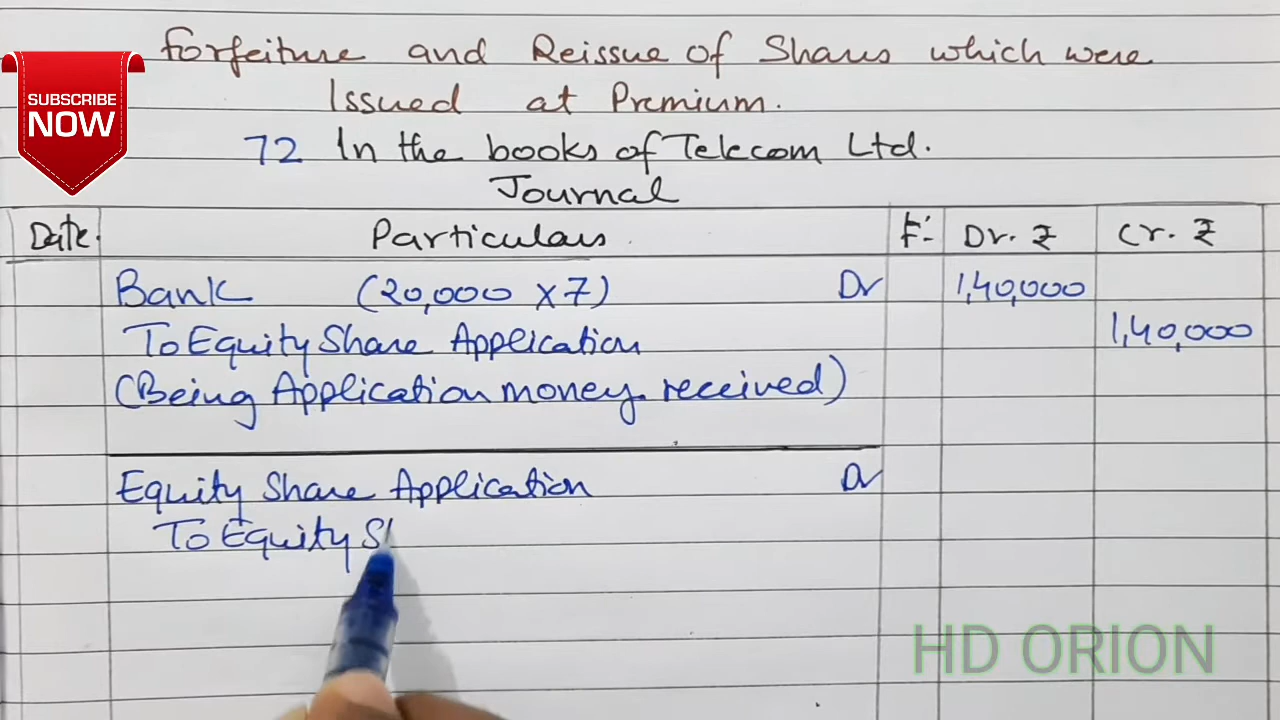 Forfeiture and Reissue of Shares which were
Issued at Premium.
SUBSCRIBE
NOW
72 In the books of Telecom Ltd.
Journal
Date. Particulars. F. Dr. ₹ Cr. ₹
Bank (20,000 x 7) Dr 1,40,000
To Equity Share Application 1,40,000
(Being Application money received)
Equity Share Application Dr
To Equity
HD ORION